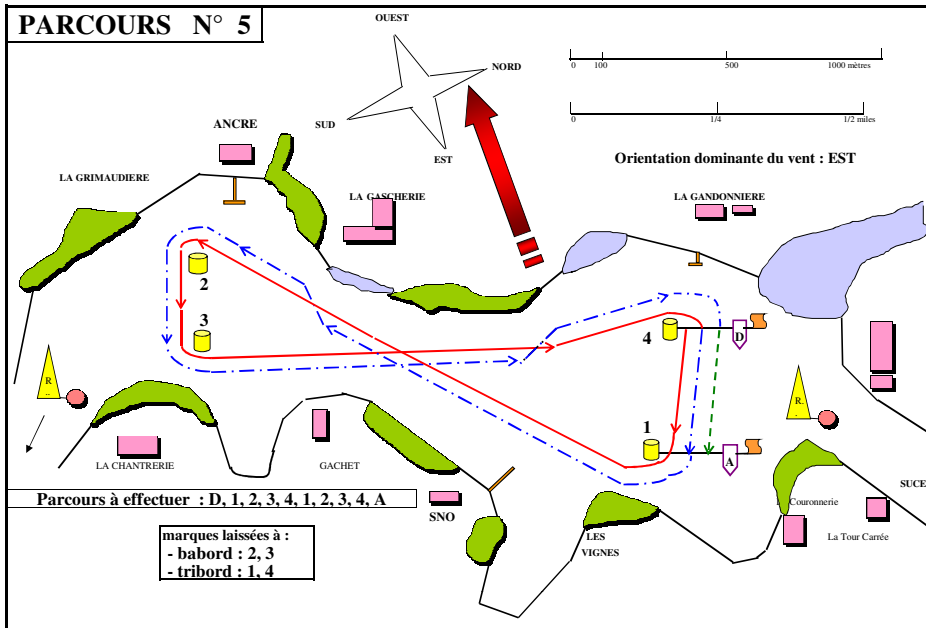 PARCOURS N° 5
OUEST
NORD
SUD
EST
0 100 500 1000 mètres
0 1/4 1/2 miles
Orientation dominante du vent : EST
ANCRE
LA GRIMAUDIERE
LA GASCHERIE
LA GANDONNIERE
2
3
4
D
R
..
R.
.
1
A
LA CHANTRERIE
GACHET
SUCE
Parcours à effectuer : D, 1, 2, 3, 4, 1, 2, 3, 4, A
SNO
Couronnerie
La Tour Carrée
LES
VIGNES
marques laissées à :
- babord : 2, 3
- tribord : 1, 4